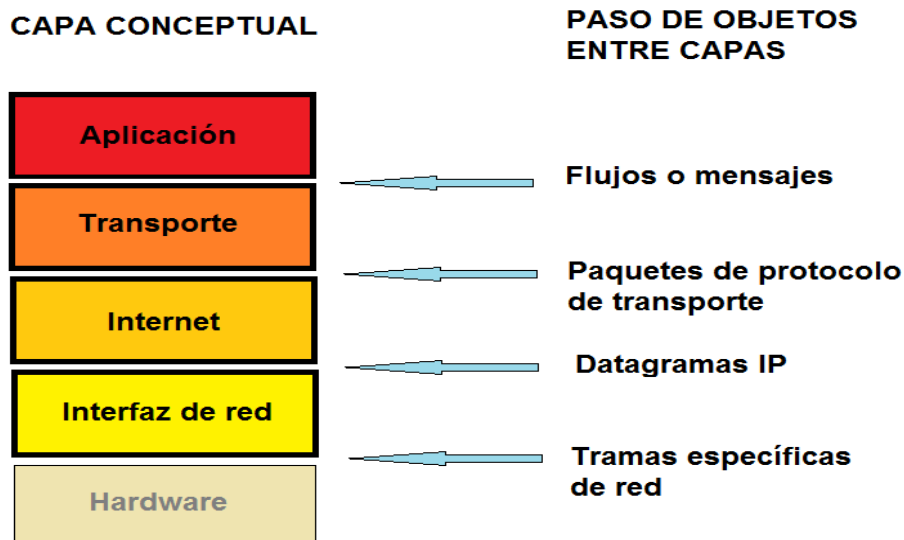 CAPA CONCEPTUAL
PASO DE OBJETOS
ENTRE CAPAS
Aplicación
Flujos o mensajes
Transporte
Paquetes de protocolo
de transporte
Internet
Datagramas IP
Interfaz de red
Tramas específicas
de red
Hardware